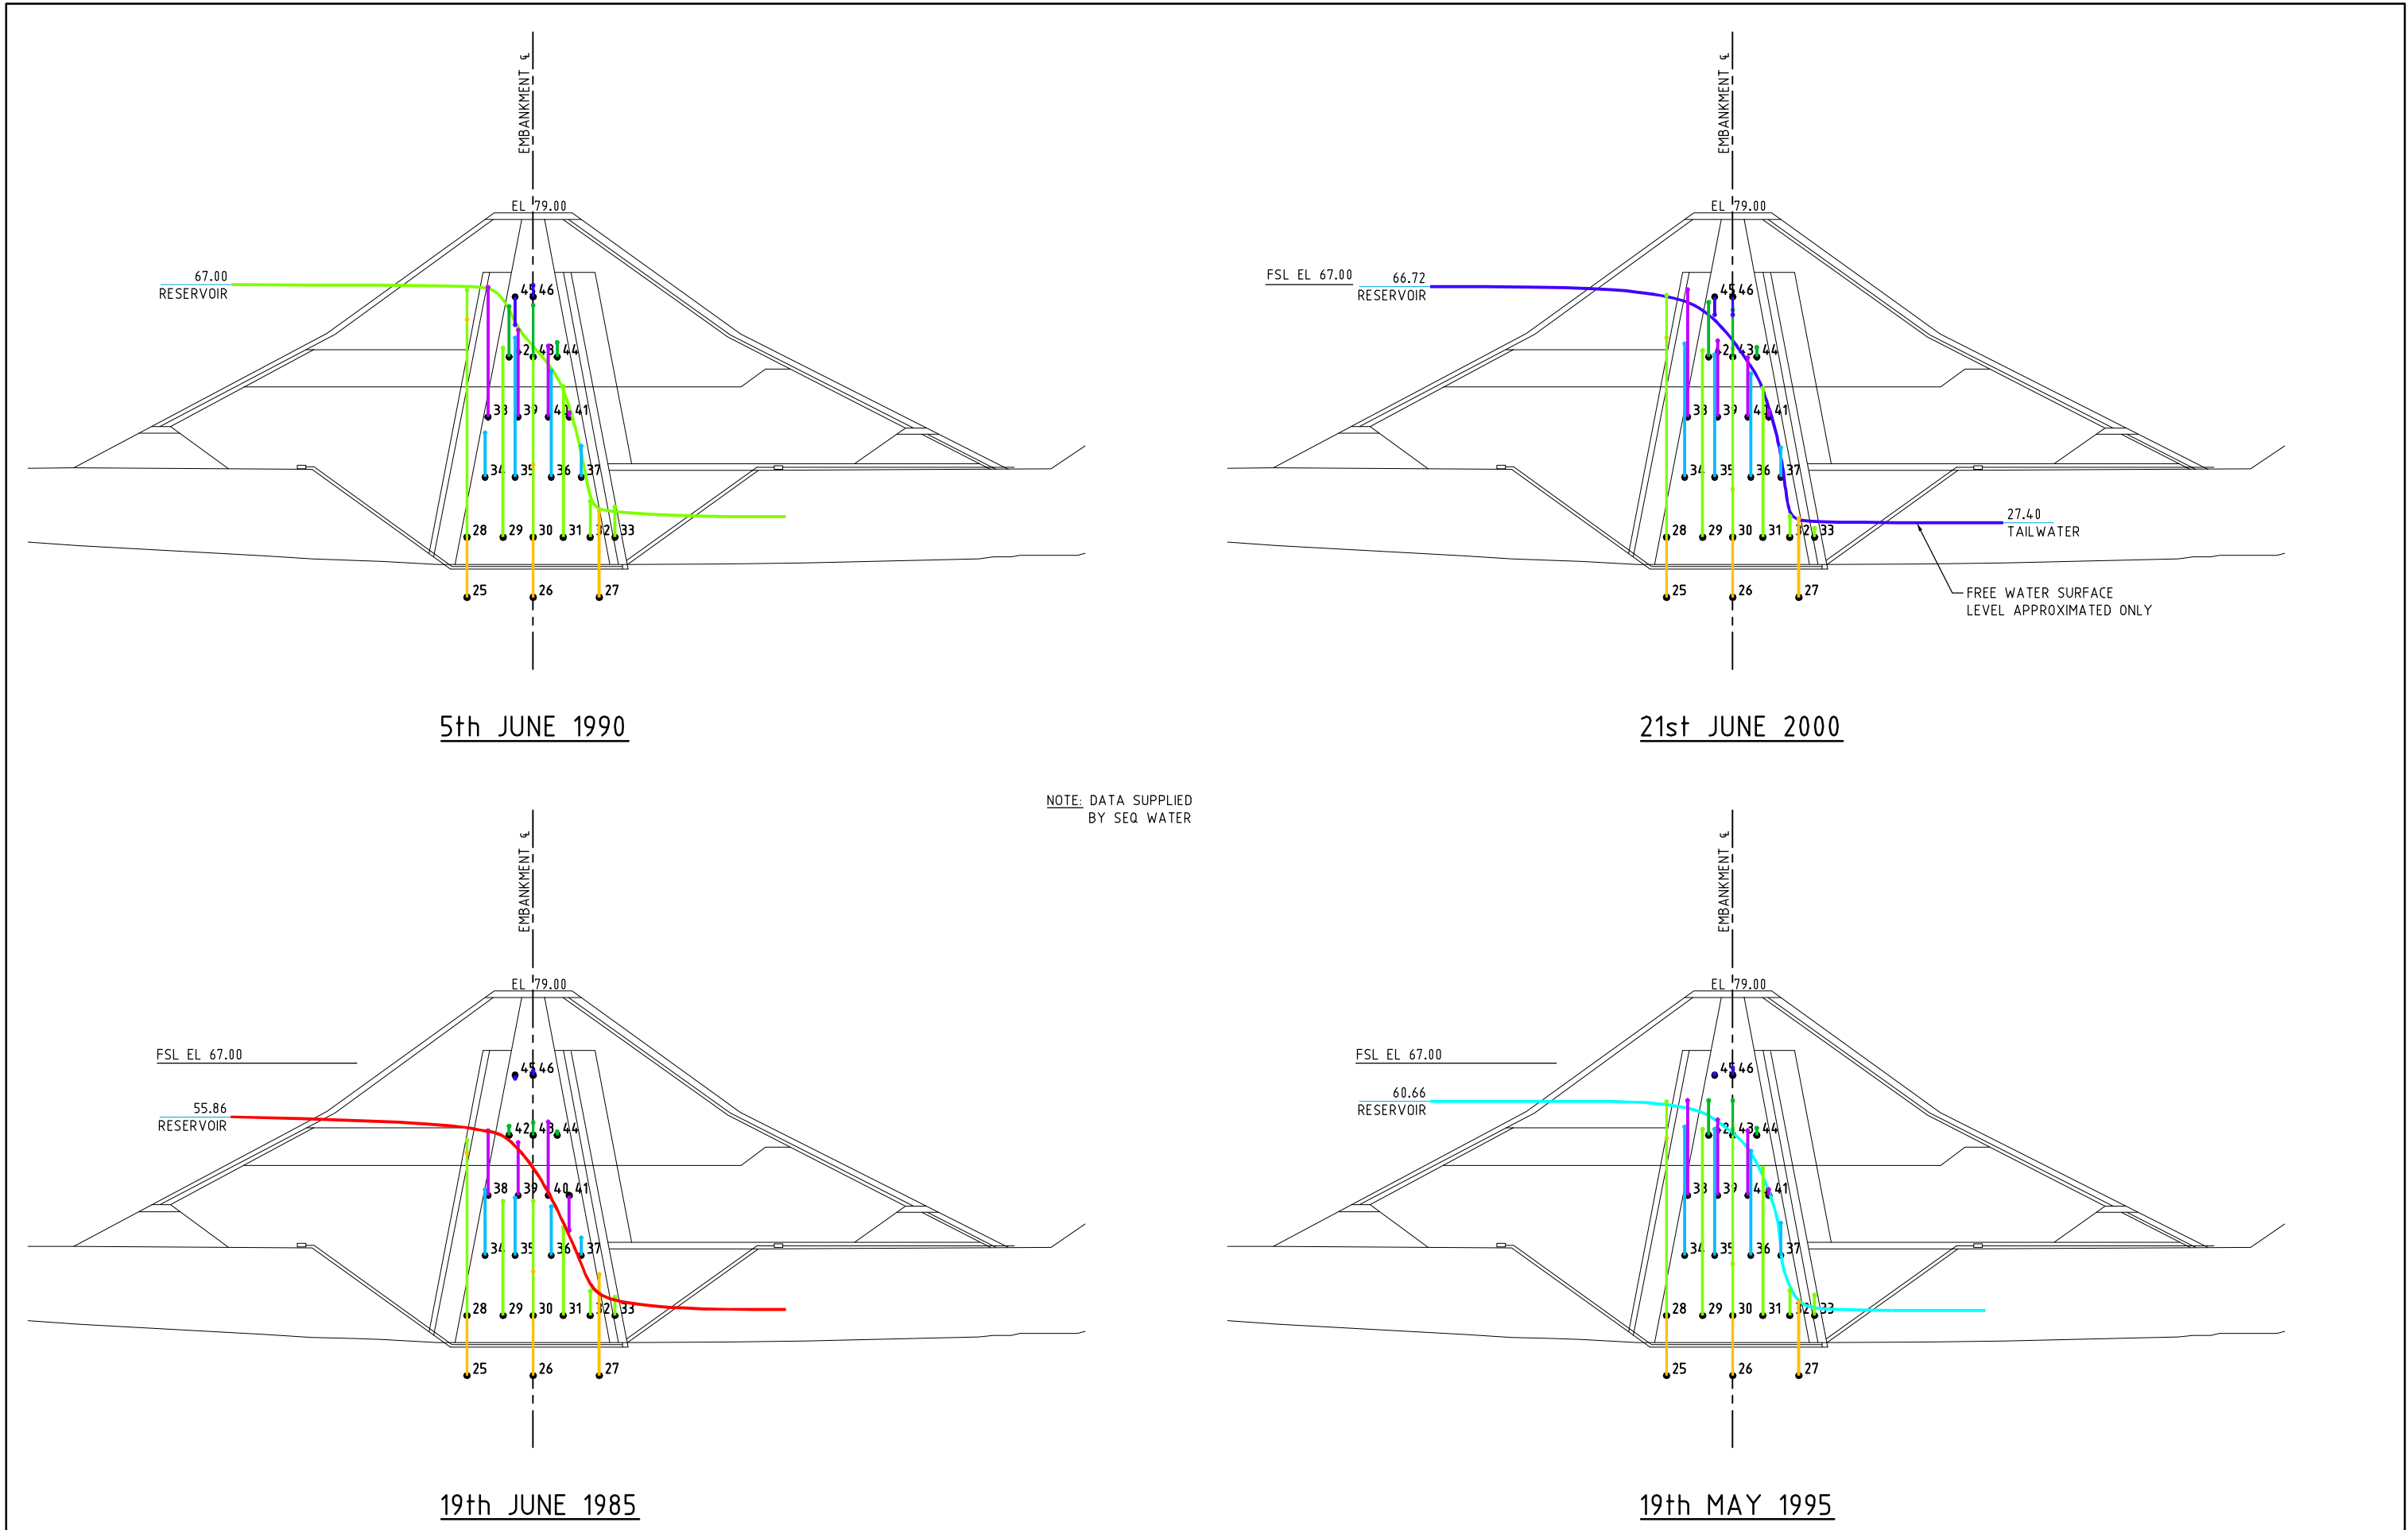 EMBANKMENT ℄
EL 79.00
67.00
RESERVOIR
45 46
42 43 44
38 39 40 41
34 35 36 37
28 29 30 31 32 33
25 26 27
5th JUNE 1990
EMBANKMENT ℄
EL 79.00
FSL EL 67.00 66.72
RESERVOIR
45 46
42 43 44
38 39 40 41
34 35 36 37
28 29 30 31 32 33
27.40
TAILWATER
25 26 27
FREE WATER SURFACE
LEVEL APPROXIMATED ONLY
21st JUNE 2000
NOTE: DATA SUPPLIED
BY SEQ WATER
EMBANKMENT ℄
EL 79.00
FSL EL 67.00
55.86
RESERVOIR
45 46
42 43 44
38 39 40 41
34 35 36 37
28 29 30 31 32 33
25 26 27
19th JUNE 1985
EMBANKMENT ℄
EL 79.00
FSL EL 67.00
60.66
RESERVOIR
45 46
42 43 44
38 39 40 41
34 35 36 37
28 29 30 31 32 33
25 26 27
19th MAY 1995